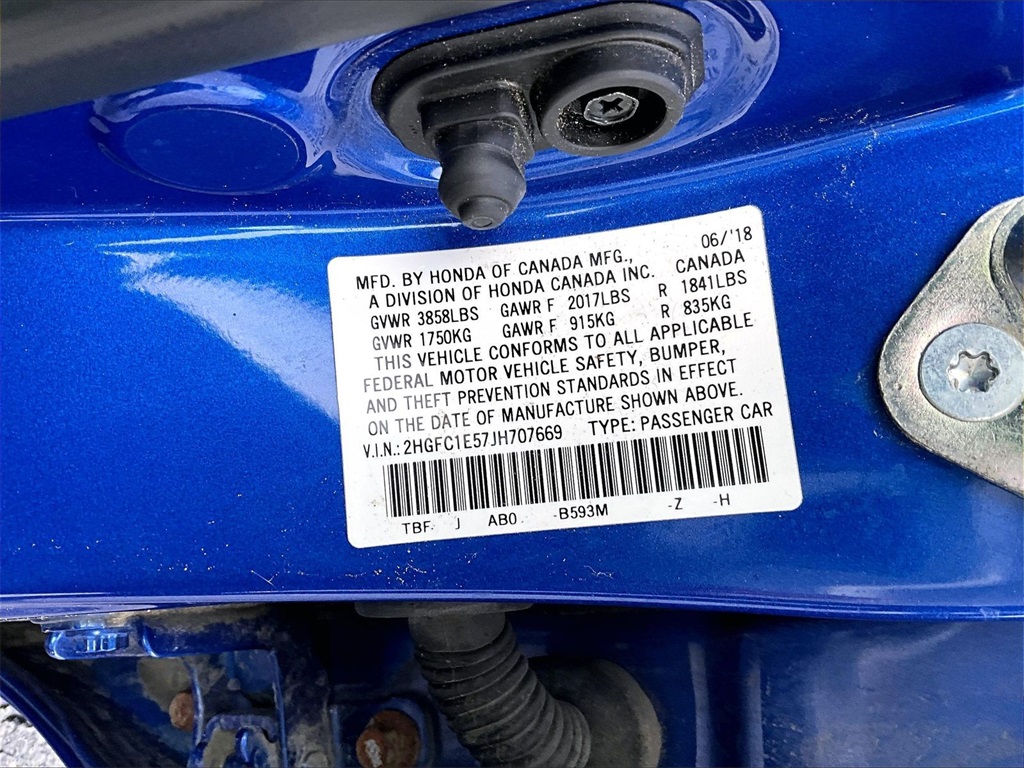 06/'18
MFD. BY HONDA OF CANADA MFG.,
A DIVISION OF HONDA CANADA INC. CANADA
GVWR 3858LBS GAWR F 2017LBS R 1841LBS
GVWR 1750KG GAWR F 915KG R 835KG
THIS VEHICLE CONFORMS TO ALL APPLICABLE
FEDERAL MOTOR VEHICLE SAFETY, BUMPER,
AND THEFT PREVENTION STANDARDS IN EFFECT
ON THE DATE OF MANUFACTURE SHOWN ABOVE.
V.I.N.: 2HGFC1E57JH707669 TYPE: PASSENGER CAR
TBF- J AB0- -B593M -Z -H